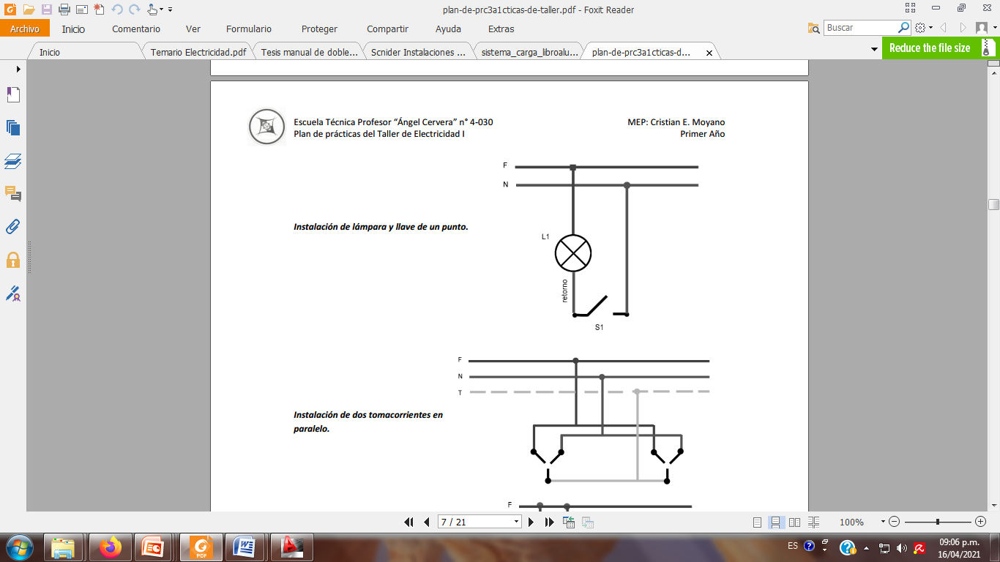 plan-de-prc3a1cticas-de-taller.pdf - Foxit Reader
Archivo Inicio Comentario Ver Formulario Proteger Compartir Ayuda Extras Buscar
Inicio Temario Electricidad.pdf Tesis manual de doble... Scnider Instalaciones ... sistema_carga_libroalu... plan-de-prc3a1cticas-d... Reduce the file size
Escuela Técnica Profesor “Ángel Cervera” n° 4-030 MEP: Cristian E. Moyano
Plan de prácticas del Taller de Electricidad I Primer Año
F
N
Instalación de lámpara y llave de un punto.
L1
retorno
S1
F
N
T
Instalación de dos tomacorrientes en
paralelo.
F
7 / 21 100%
PDF
ES 09:06 p.m.
16/04/2021